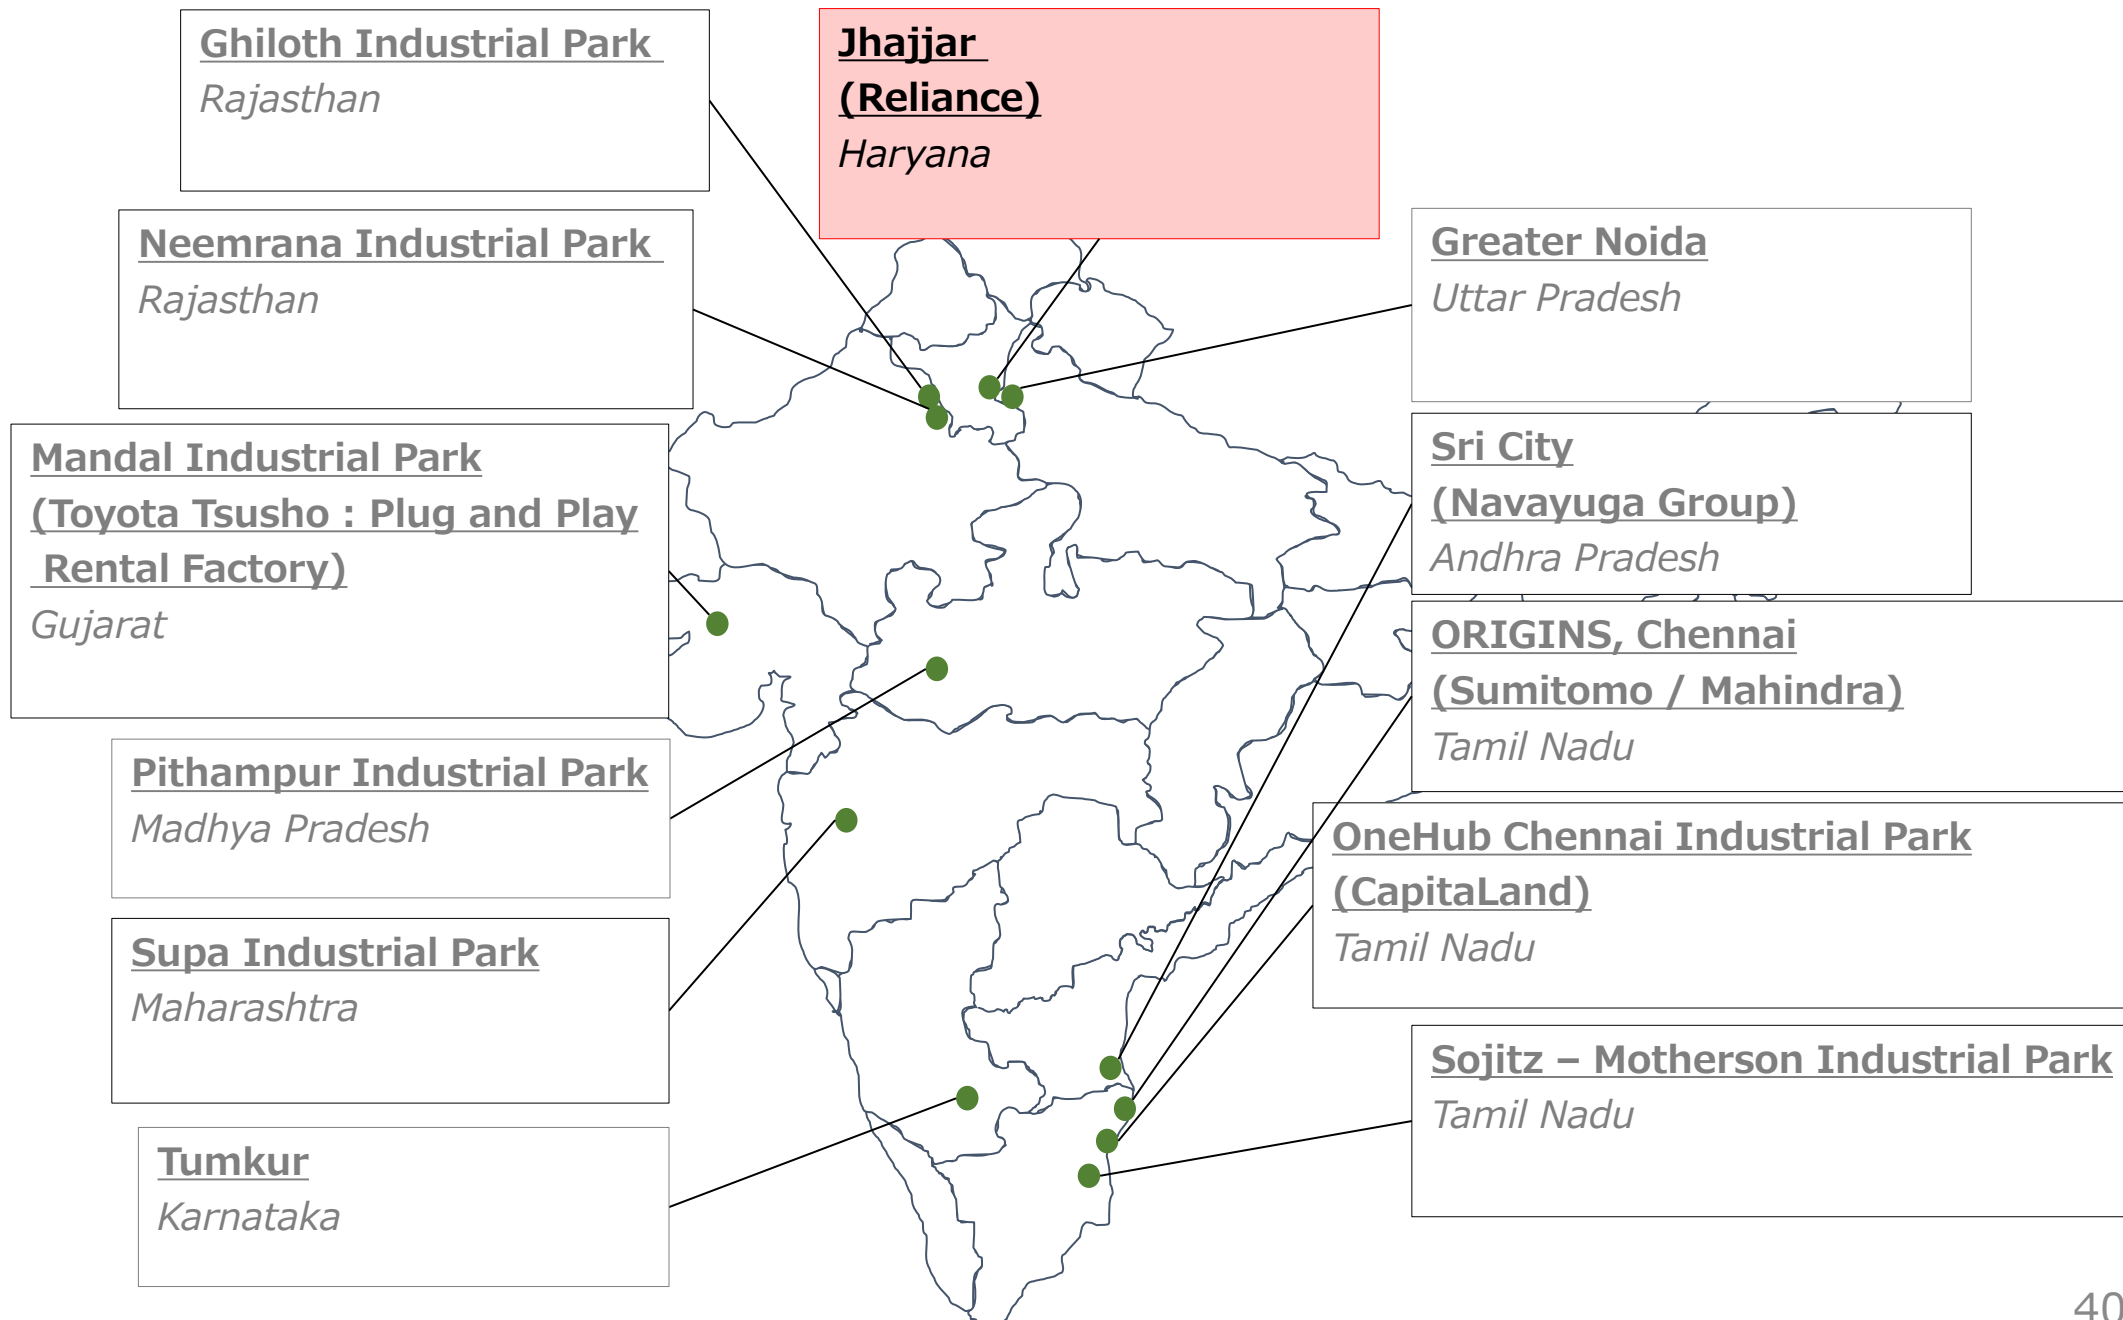 Ghiloth Industrial Park
Rajasthan
Jhajjar
(Reliance)
Haryana
Neemrana Industrial Park
Rajasthan
Greater Noida
Uttar Pradesh
Mandal Industrial Park
(Toyota Tsusho : Plug and Play
Rental Factory)
Gujarat
Sri City
(Navayuga Group)
Andhra Pradesh
ORIGINS, Chennai
(Sumitomo / Mahindra)
Tamil Nadu
Pithampur Industrial Park
Madhya Pradesh
OneHub Chennai Industrial Park
(CapitaLand)
Tamil Nadu
Supa Industrial Park
Maharashtra
Sojitz – Motherson Industrial Park
Tamil Nadu
Tumkur
Karnataka
40